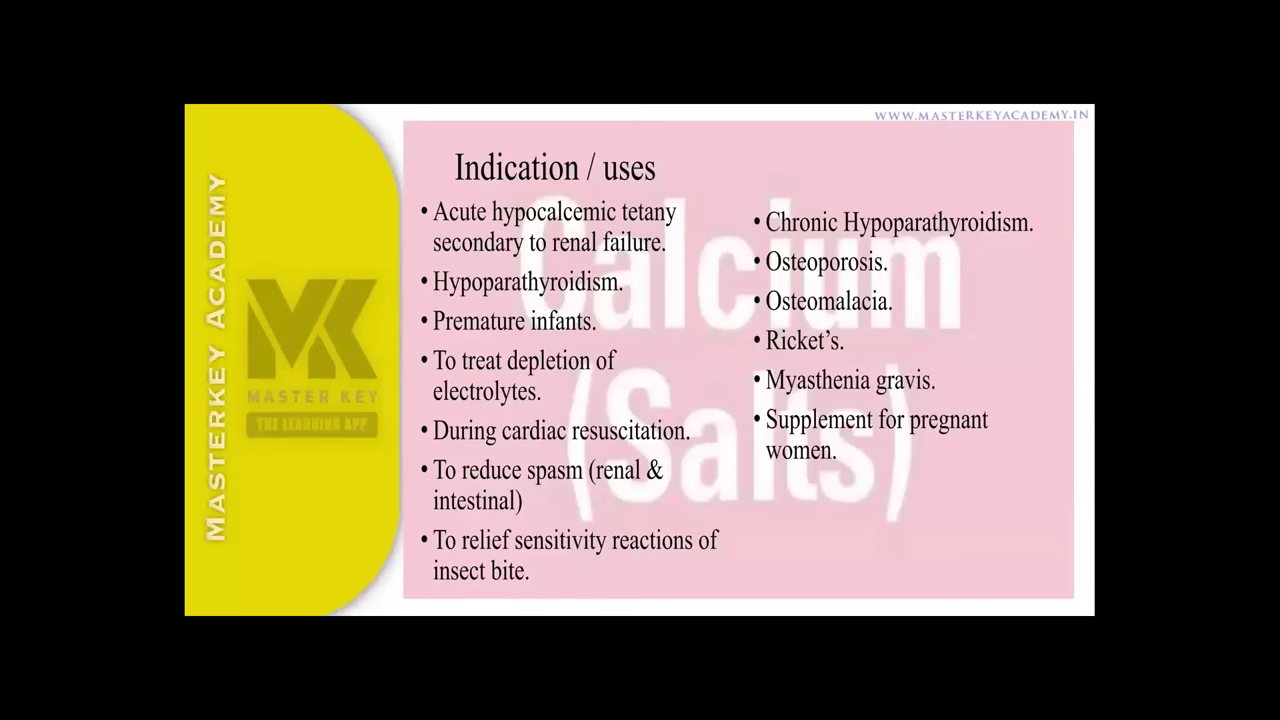 WWW.MASTERKEYACADEMY.IN
MASTERKEY ACADEMY
MK
MASTER KEY
THE LEARNING APP
Calcium
(Salts)
Indication / uses
• Acute hypocalcemic tetany
secondary to renal failure.
• Hypoparathyroidism.
• Premature infants.
• To treat depletion of
electrolytes.
• During cardiac resuscitation.
• To reduce spasm (renal &
intestinal)
• To relief sensitivity reactions of
insect bite.
• Chronic Hypoparathyroidism.
• Osteoporosis.
• Osteomalacia.
• Ricket’s.
• Myasthenia gravis.
• Supplement for pregnant
women.